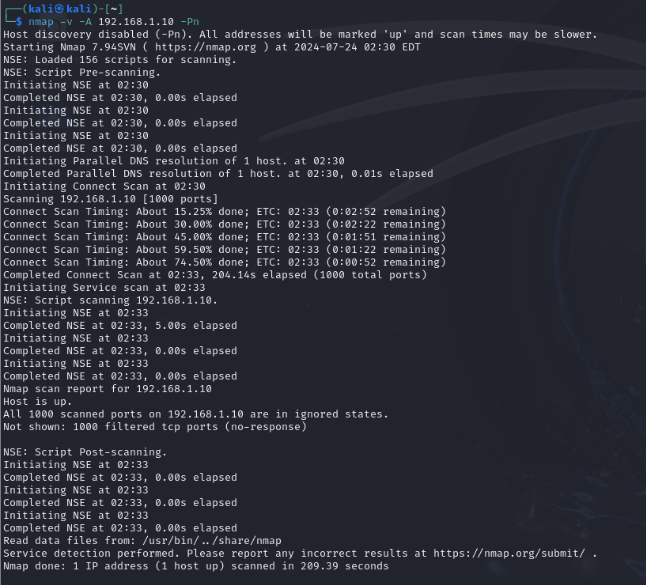 ┌──(kali㉿kali)-[~]
└─$ nmap -v -A 192.168.1.10 -Pn
Host discovery disabled (-Pn). All addresses will be marked 'up' and scan times may be slower.
Starting Nmap 7.94SVN ( https://nmap.org ) at 2024-07-24 02:30 EDT
NSE: Loaded 156 scripts for scanning.
NSE: Script Pre-scanning.
Initiating NSE at 02:30
Completed NSE at 02:30, 0.00s elapsed
Initiating NSE at 02:30
Completed NSE at 02:30, 0.00s elapsed
Initiating NSE at 02:30
Completed NSE at 02:30, 0.00s elapsed
Initiating Parallel DNS resolution of 1 host. at 02:30
Completed Parallel DNS resolution of 1 host. at 02:30, 0.01s elapsed
Initiating Connect Scan at 02:30
Scanning 192.168.1.10 [1000 ports]
Connect Scan Timing: About 15.25% done; ETC: 02:33 (0:02:52 remaining)
Connect Scan Timing: About 30.00% done; ETC: 02:33 (0:02:22 remaining)
Connect Scan Timing: About 45.00% done; ETC: 02:33 (0:01:51 remaining)
Connect Scan Timing: About 59.50% done; ETC: 02:33 (0:01:22 remaining)
Connect Scan Timing: About 74.50% done; ETC: 02:33 (0:00:52 remaining)
Completed Connect Scan at 02:33, 204.14s elapsed (1000 total ports)
Initiating Service scan at 02:33
NSE: Script scanning 192.168.1.10.
Initiating NSE at 02:33
Completed NSE at 02:33, 5.00s elapsed
Initiating NSE at 02:33
Completed NSE at 02:33, 0.00s elapsed
Initiating NSE at 02:33
Completed NSE at 02:33, 0.00s elapsed
Nmap scan report for 192.168.1.10
Host is up.
All 1000 scanned ports on 192.168.1.10 are in ignored states.
Not shown: 1000 filtered tcp ports (no-response)

NSE: Script Post-scanning.
Initiating NSE at 02:33
Completed NSE at 02:33, 0.00s elapsed
Initiating NSE at 02:33
Completed NSE at 02:33, 0.00s elapsed
Initiating NSE at 02:33
Completed NSE at 02:33, 0.00s elapsed
Read data files from: /usr/bin/../share/nmap
Service detection performed. Please report any incorrect results at https://nmap.org/submit/ .
Nmap done: 1 IP address (1 host up) scanned in 209.39 seconds